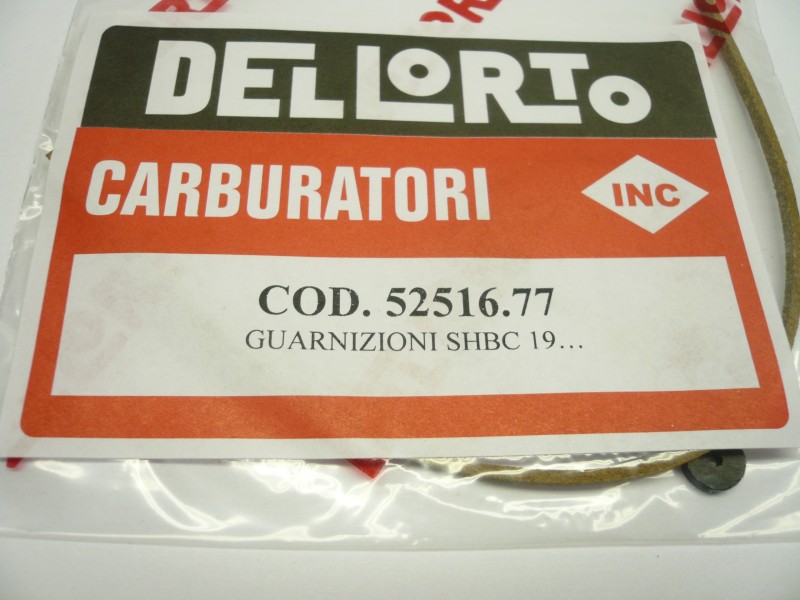 DELLORTO
CARBURATORI
INC
COD. 52516.77
GUARNIZIONI SHBC 19...